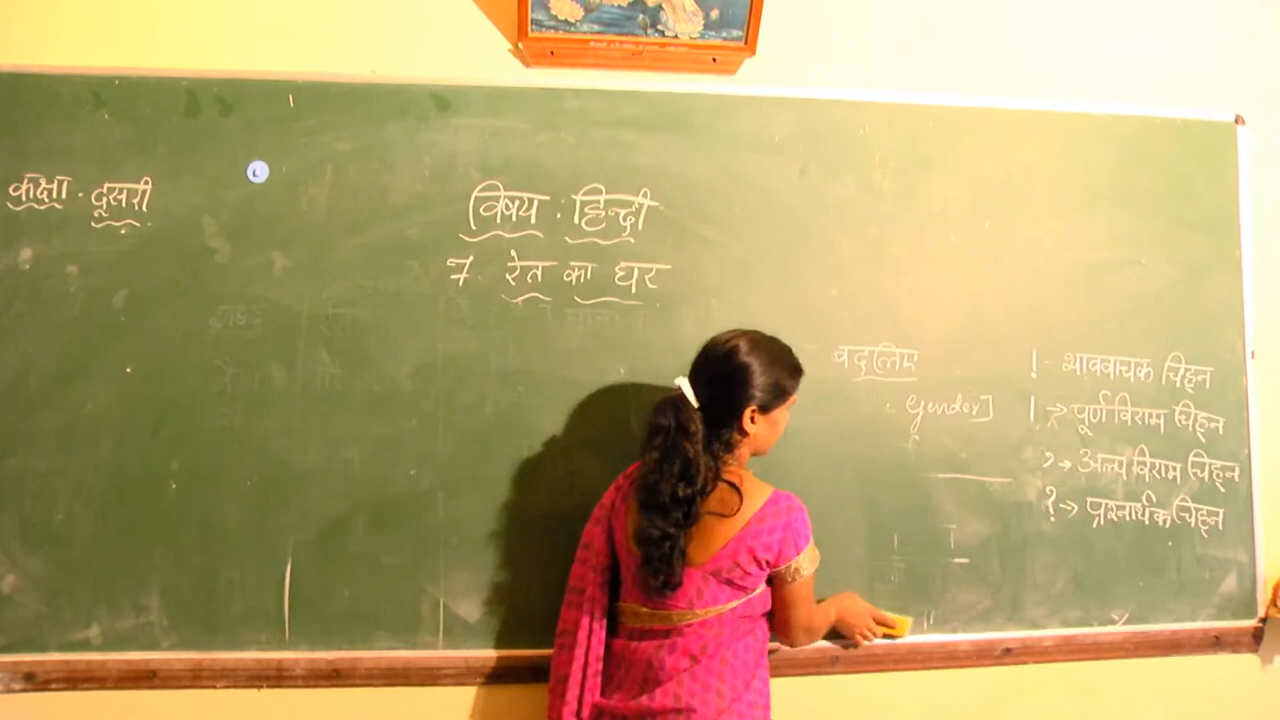 कक्षा . दूसरी
विषय : हिन्दी
7. रेत का घर
बदलिए
Gender]
! - भाववाचक चिह्न
। → पूर्ण विराम चिह्न
, → अल्प विराम चिह्न
? → प्रश्नार्थक चिह्न